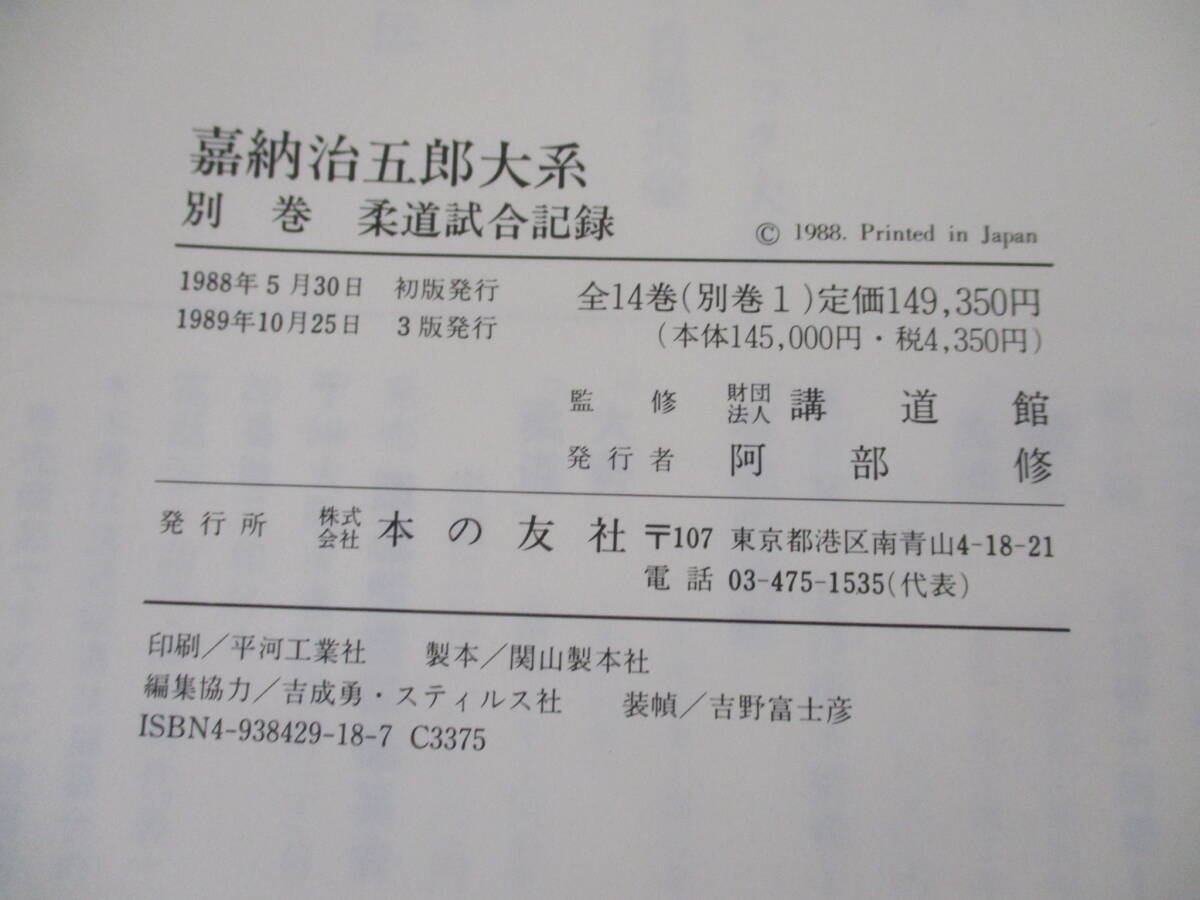 嘉納治五郎大系
別 巻 柔道試合記録
© 1988. Printed in Japan
1988年5月30日 初版発行
1989年10月25日 3版発行
全14巻(別巻1)定価149,350円
(本体145,000円・税4,350円)
監 修 財団法人 講 道 館
発行者 阿 部 修
発行所 株式会社 本の友社 〒107 東京都港区南青山4-18-21
電話 03-475-1535(代表)
印刷/平河工業社 製本/関山製本社
編集協力/吉成勇・スティルス社 装幀/吉野富士彦
ISBN4-938429-18-7 C3375